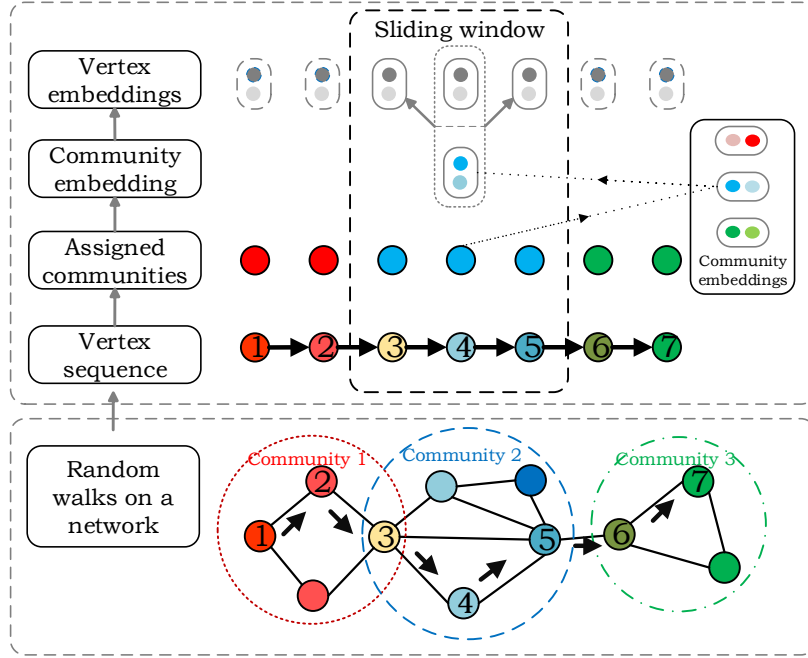 Sliding window
Vertex
embeddings
Community
embedding
Assigned
communities
Community
embeddings
Vertex
sequence
1 2 3 4 5 6 7
Random
walks on a
network
Community 1
Community 2
Community 3
2
7
1
3
5
6
4